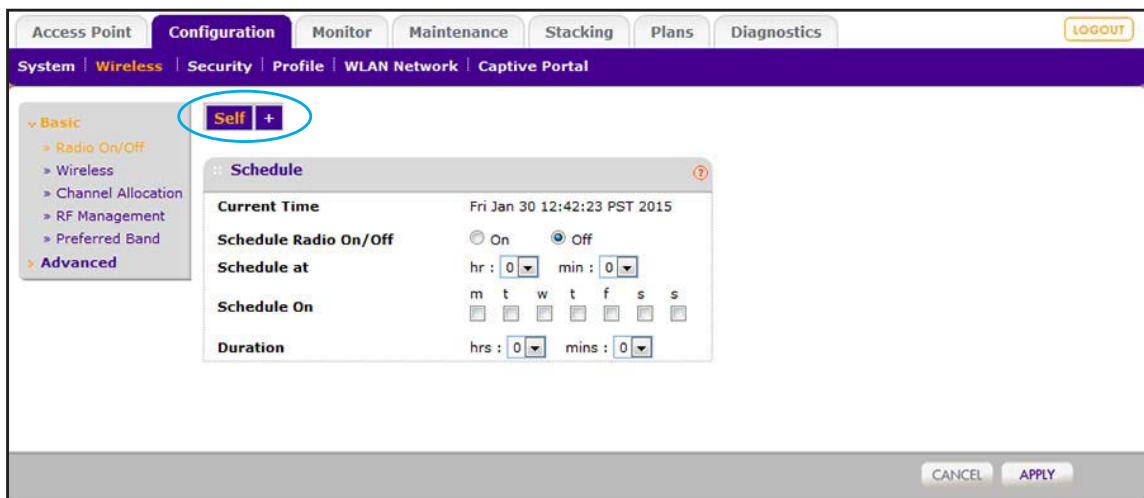 Access Point Configuration Monitor Maintenance Stacking Plans Diagnostics LOGOUT
System | Wireless | Security | Profile | WLAN Network | Captive Portal
Basic
» Radio On/Off
» Wireless
» Channel Allocation
» RF Management
» Preferred Band
Advanced
Self +
Schedule ?
Current Time Fri Jan 30 12:42:23 PST 2015
Schedule Radio On/Off On Off
Schedule at hr : 0 min : 0
m t w t f s s
Schedule On
Duration hrs : 0 mins : 0
CANCEL APPLY